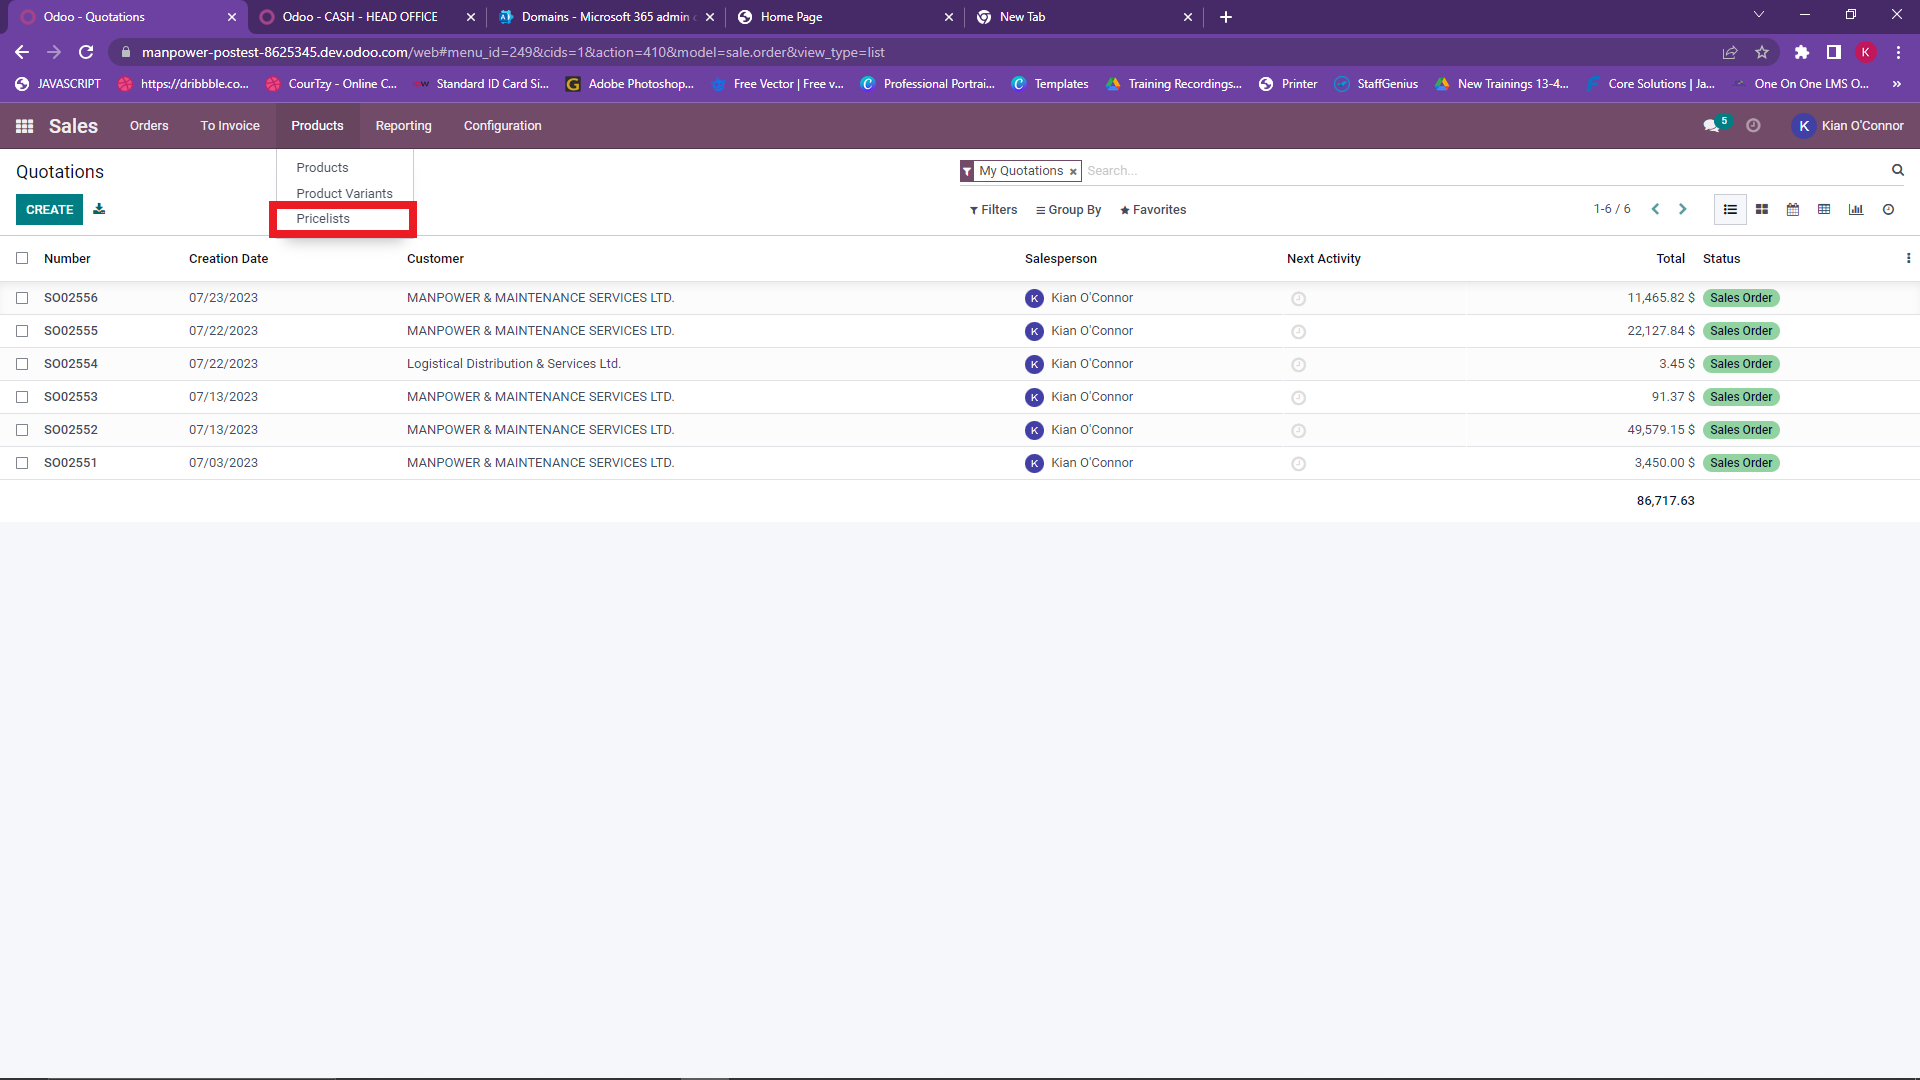 Odoo - Quotations
Odoo - CASH - HEAD OFFICE
Domains - Microsoft 365 admin
Home Page
New Tab
manpower-postest-8625345.dev.odoo.com/web#menu_id=249&cids=1&action=410&model=sale.order&view_type=list
K
JAVASCRIPT
https://dribbble.co...
CourTzy - Online C...
Standard ID Card Si...
Adobe Photoshop...
Free Vector | Free v...
Professional Portrai...
Templates
Training Recordings...
Printer
StaffGenius
New Trainings 13-4...
Core Solutions | Ja...
One On One LMS O...
»
Sales
Orders
To Invoice
Products
Reporting
Configuration
5
K
Kian O'Connor
Quotations
Products
Product Variants
Pricelists
My Quotations
Search...
CREATE
Filters
Group By
Favorites
1-6 / 6
Number Creation Date Customer Salesperson Next Activity Total Status
SO02556 07/23/2023 MANPOWER & MAINTENANCE SERVICES LTD. K Kian O'Connor 11,465.82 $ Sales Order
SO02555 07/22/2023 MANPOWER & MAINTENANCE SERVICES LTD. K Kian O'Connor 22,127.84 $ Sales Order
SO02554 07/22/2023 Logistical Distribution & Services Ltd. K Kian O'Connor 3.45 $ Sales Order
SO02553 07/13/2023 MANPOWER & MAINTENANCE SERVICES LTD. K Kian O'Connor 91.37 $ Sales Order
SO02552 07/13/2023 MANPOWER & MAINTENANCE SERVICES LTD. K Kian O'Connor 49,579.15 $ Sales Order
SO02551 07/03/2023 MANPOWER & MAINTENANCE SERVICES LTD. K Kian O'Connor 3,450.00 $ Sales Order
86,717.63